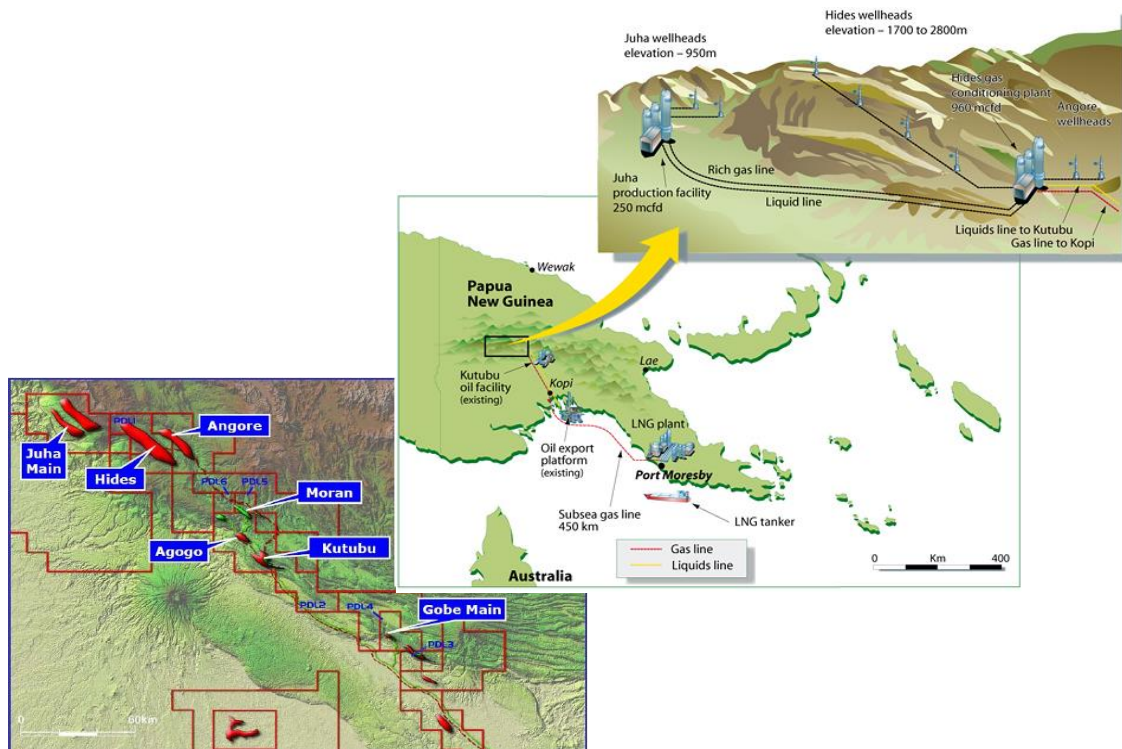 Juha wellheads
elevation – 950m
Hides wellheads
elevation – 1700 to 2800m
Hides gas
conditioning plant
960 mcfd
Angore
wellheads
Rich gas line
Liquid line
Juha
production facility
250 mcfd
Liquids line to Kutubu
Gas line to Kopi
Wewak
Papua
New Guinea
Kutubu
oil facility
(existing)
Kopi
Lae
LNG plant
Oil export
platform
(existing)
Port Moresby
Subsea gas line
450 km
LNG tanker
Gas line
Liquids line
Australia
0 Km 400
PDL1
Angore
Juha
Main
Hides
PDL6 PDL5
Moran
Agogo
Kutubu
PDL2
PDL4
Gobe Main
PDL3
0 60km